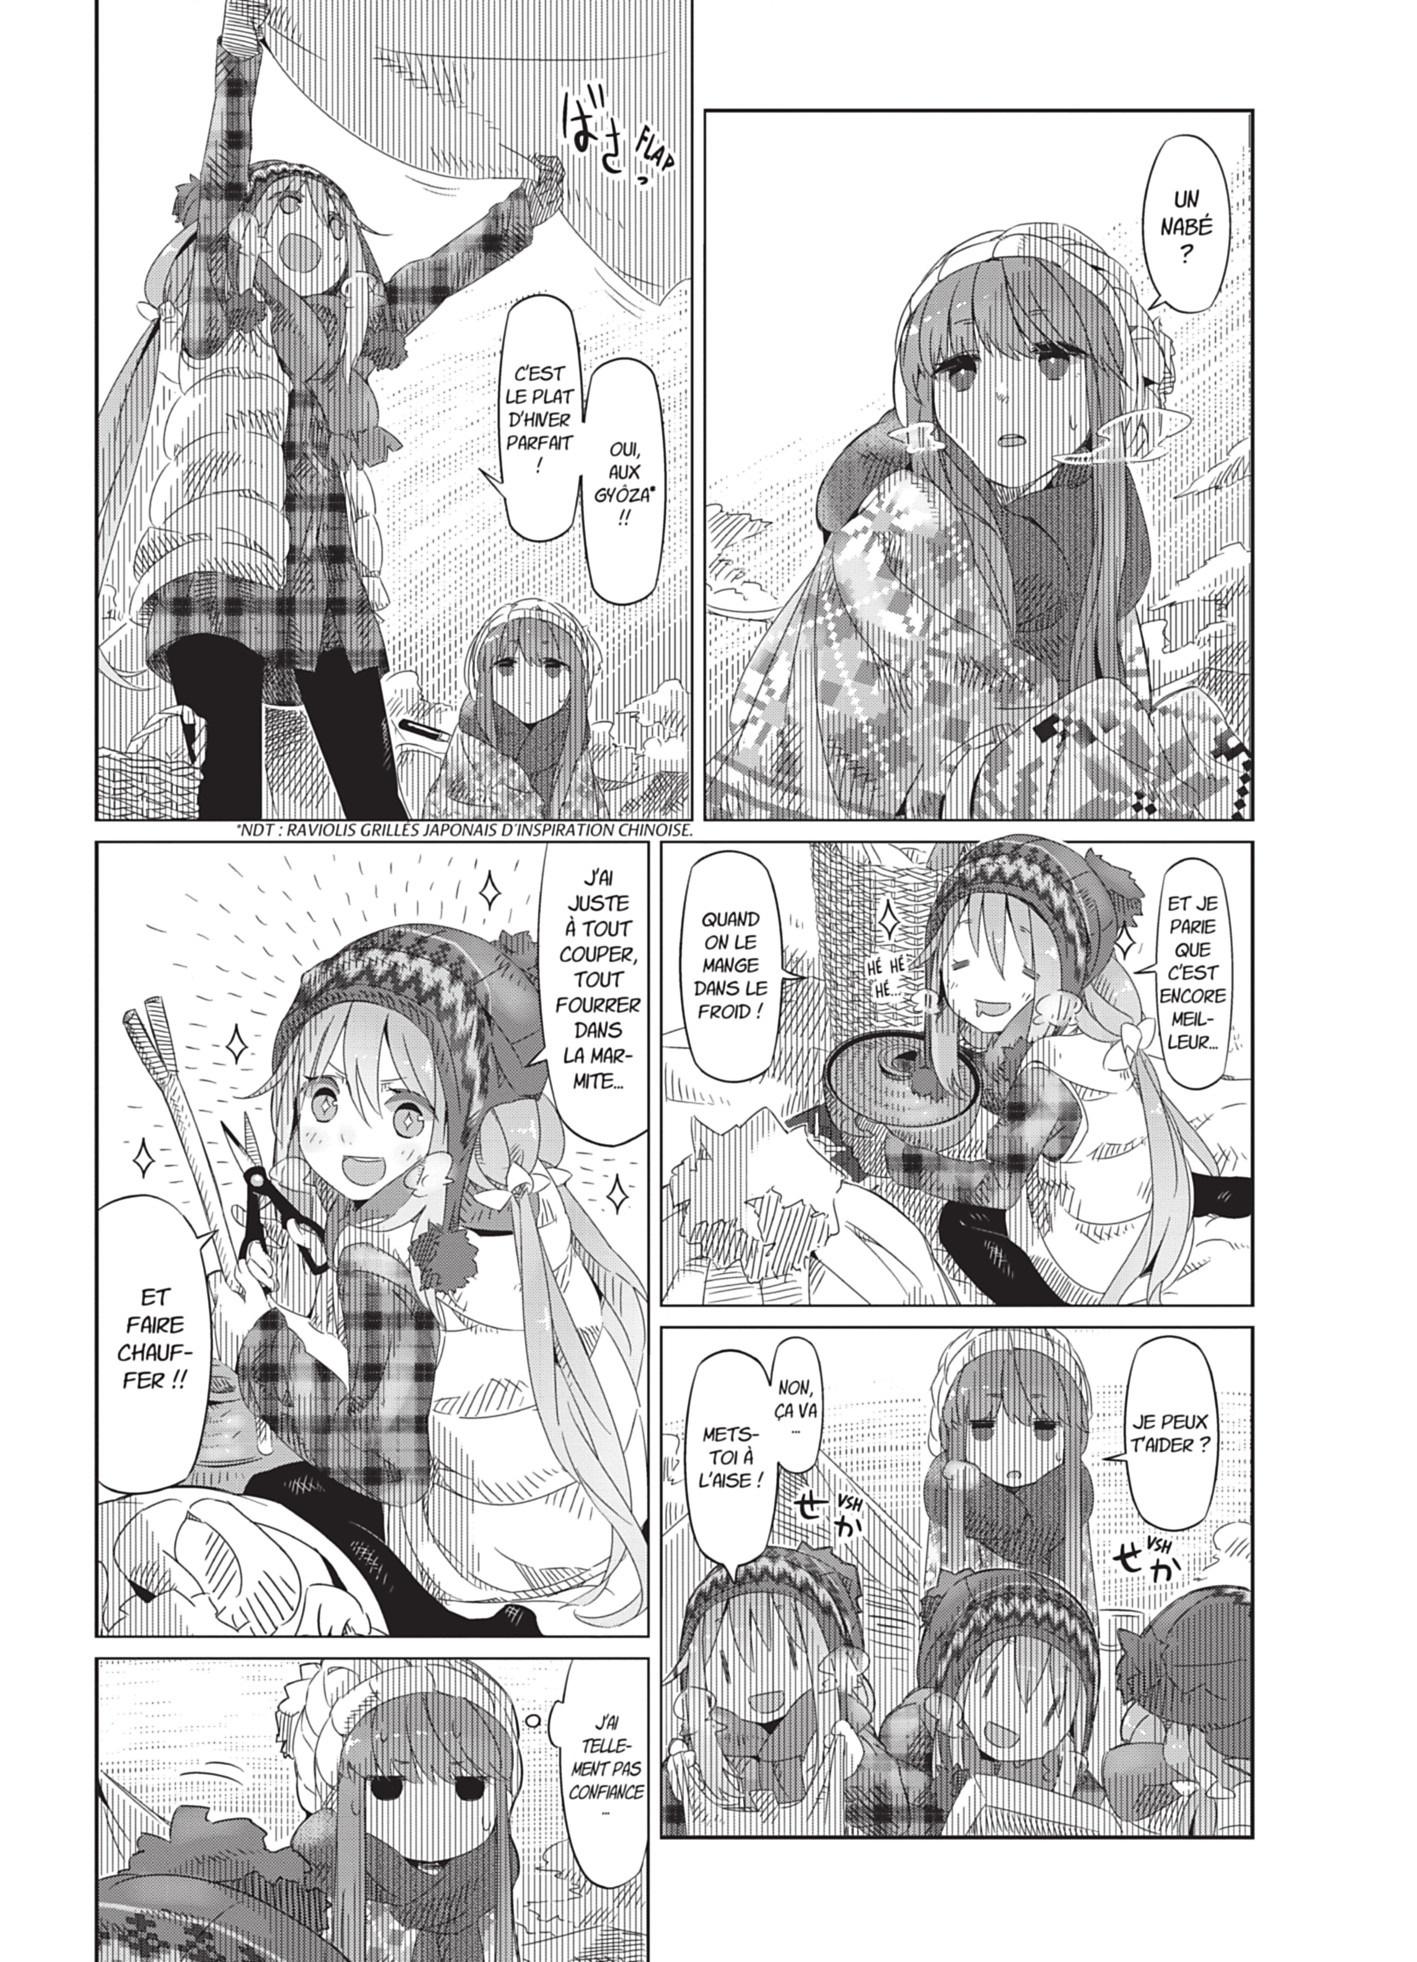 UN
NABÉ
?
ばさっ
FLAP
OUI,
AUX
GYÔZA*
!!
C'EST
LE PLAT
D'HIVER
PARFAIT
!
*NDT : RAVIOLIS GRILLÉS JAPONAIS D'INSPIRATION CHINOISE.
ET JE
PARIE
QUE
C'EST
ENCORE
MEIL-
LEUR...
HÉ HÉ
HÉ...
QUAND
ON LE
MANGE
DANS LE
FROID !
J'AI
JUSTE
À TOUT
COUPER,
TOUT
FOURRER
DANS
LA MAR-
MITE...
ET
FAIRE
CHAUF-
FER !!
JE PEUX
T'AIDER ?
VSH
せか
NON,
ÇA VA
...
METS-
TOI À
L'AISE !
VSH
せか
J'AI
TELLE-
MENT PAS
CONFIANCE
...